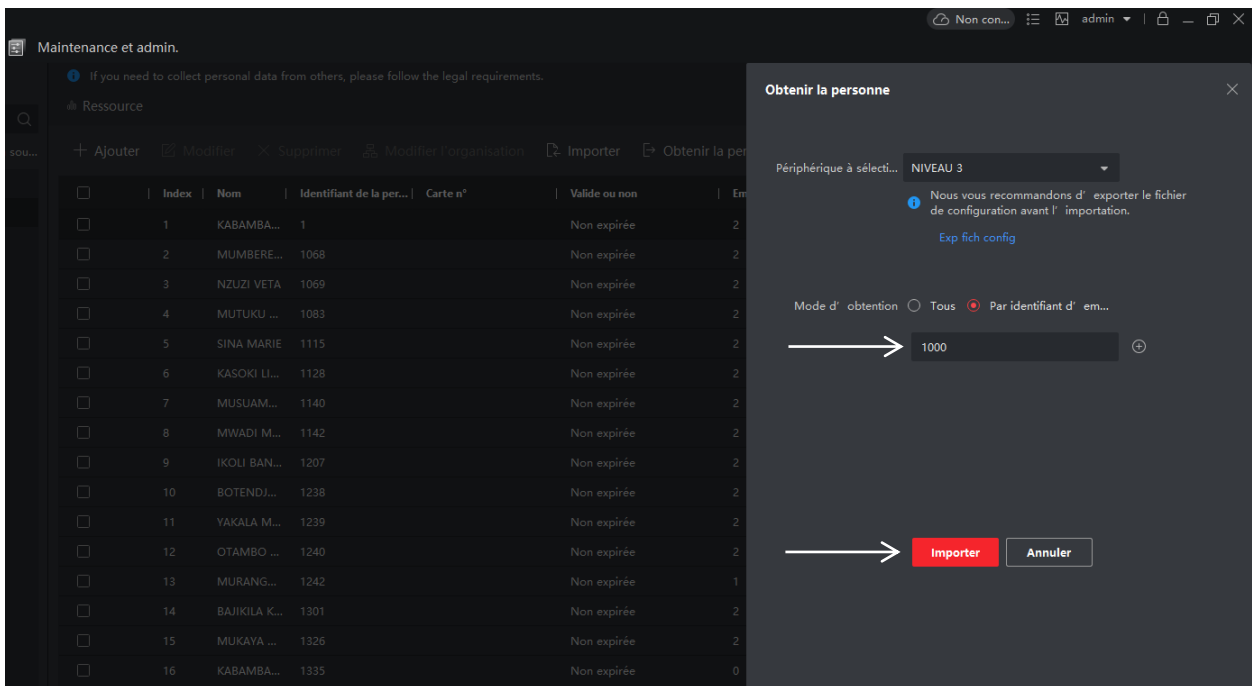 Non con...
admin
Maintenance et admin.
If you need to collect personal data from others, please follow the legal requirements.
Ressource
sou...
Ajouter Modifier Supprimer Modifier l'organisation Importer Obtenir la per
Index Nom Identifiant de la per... Carte n° Valide ou non Em
1 KABAMBA... 1 Non expirée 2
2 MUMBERE... 1068 Non expirée 2
3 NZUZI VETA 1069 Non expirée 2
4 MUTUKU ... 1083 Non expirée 2
5 SINA MARIE 1115 Non expirée 2
6 KASOKI LI... 1128 Non expirée 2
7 MUSUAM... 1140 Non expirée 2
8 MWADI M... 1142 Non expirée 2
9 IKOLI BAN... 1207 Non expirée 2
10 BOTENDJ... 1238 Non expirée 2
11 YAKALA M... 1239 Non expirée 2
12 OTAMBO ... 1240 Non expirée 2
13 MURANG... 1242 Non expirée 1
14 BAJIKILA K... 1301 Non expirée 2
15 MUKAYA ... 1326 Non expirée 2
16 KABAMBA... 1335 Non expirée 0
Obtenir la personne
Périphérique à sélecti... NIVEAU 3
Nous vous recommandons d' exporter le fichier
de configuration avant l' importation.
Exp fich config
Mode d' obtention Tous Par identifiant d' em...
1000
Importer Annuler